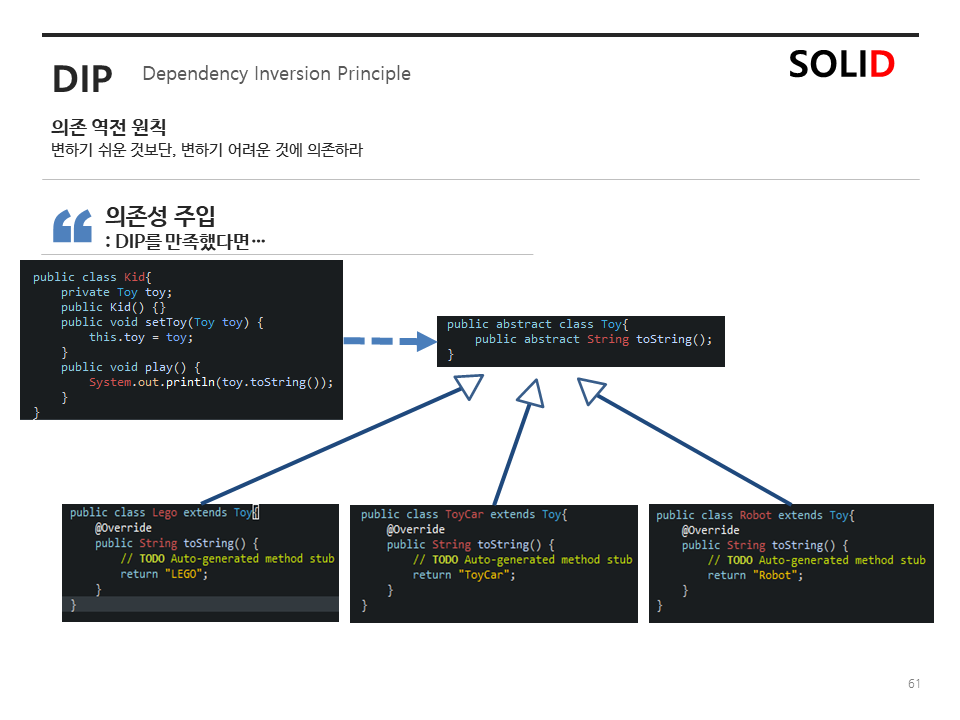 DIP
Dependency Inversion Principle
SOLID
의존 역전 원칙
변하기 쉬운 것보단, 변하기 어려운 것에 의존하라
의존성 주입
: DIP를 만족했다면…
public class Kid{
    private Toy toy;
    public Kid() {}
    public void setToy(Toy toy) {
        this.toy = toy;
    }
    public void play() {
        System.out.println(toy.toString());
    }
}
public abstract class Toy{
    public abstract String toString();
}
public class Lego extends Toy{
    @Override
    public String toString() {
        // TODO Auto-generated method stub
        return "LEGO";
    }
}
public class ToyCar extends Toy{
    @Override
    public String toString() {
        // TODO Auto-generated method stub
        return "ToyCar";
    }
}
public class Robot extends Toy{
    @Override
    public String toString() {
        // TODO Auto-generated method stub
        return "Robot";
    }
}
61